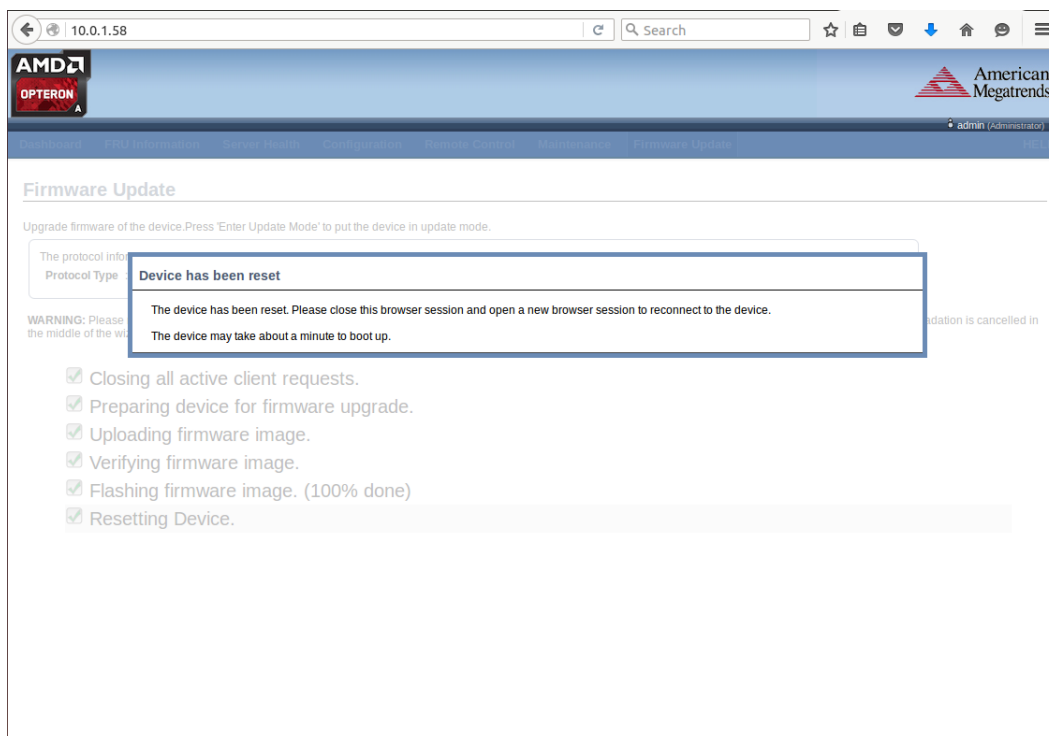 10.0.1.58
Search
AMD
OPTERON
A
American
Megatrends
admin (Administrator)
Dashboard FRU Information Server Health Configuration Remote Control Maintenance Firmware Update HEL
Firmware Update
Upgrade firmware of the device.Press 'Enter Update Mode' to put the device in update mode.
The protocol infor
Protocol Type :
Device has been reset
The device has been reset. Please close this browser session and open a new browser session to reconnect to the device.
The device may take about a minute to boot up.
WARNING: Please adation is cancelled in
the middle of the wiz
Closing all active client requests.
Preparing device for firmware upgrade.
Uploading firmware image.
Verifying firmware image.
Flashing firmware image. (100% done)
Resetting Device.